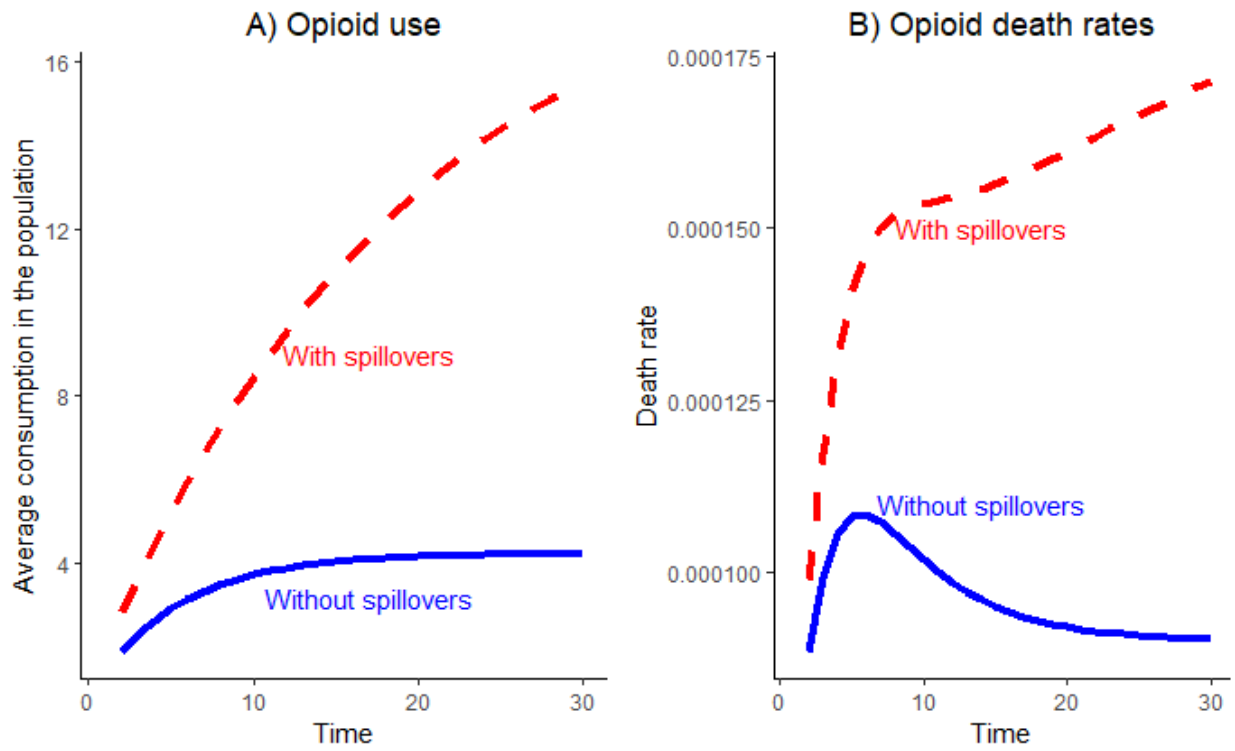 A) Opioid use
Average consumption in the population
16
12
8
4
With spillovers
Without spillovers
0
10
20
30
Time
B) Opioid death rates
Death rate
0.000175
0.000150
0.000125
0.000100
With spillovers
Without spillovers
0
10
20
30
Time